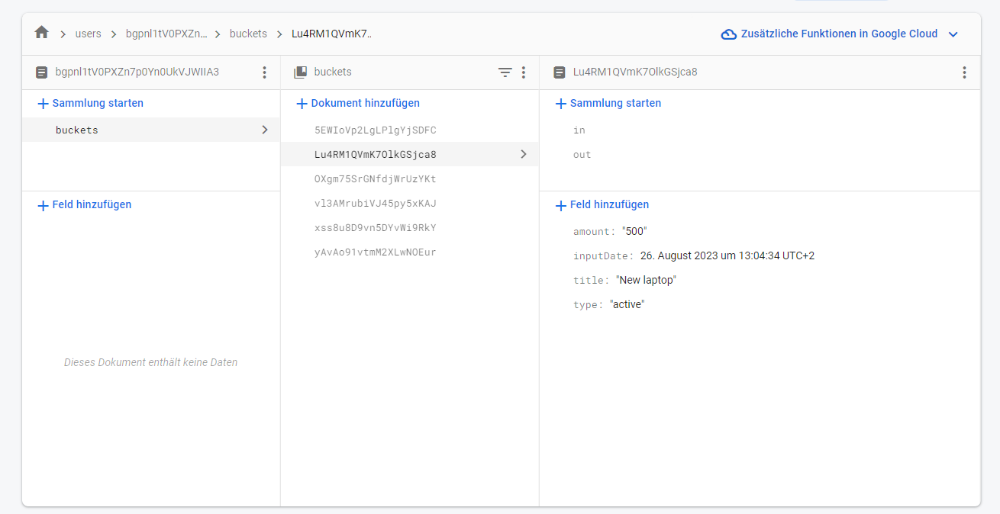 users bgpnl1tV0PXZn... buckets Lu4RM1QVmK7..
Zusätzliche Funktionen in Google Cloud
bgpnl1tV0PXZn7p0Yn0UkVJWIIA3
Sammlung starten
buckets
Feld hinzufügen
Dieses Dokument enthält keine Daten
buckets
Dokument hinzufügen
5EWIoVp2LgLPlgYjSDFC
Lu4RM1QVmK7OlkGSjca8
OXgm75SrGNfdjWrUzYKt
vl3AMrubiVJ45py5xKAJ
xss8u8D9vn5DYvWi9RkY
yAvAo91vtmM2XLwNOEur
Lu4RM1QVmK7OlkGSjca8
Sammlung starten
in
out
Feld hinzufügen
amount: "500"
inputDate: 26. August 2023 um 13:04:34 UTC+2
title: "New laptop"
type: "active"